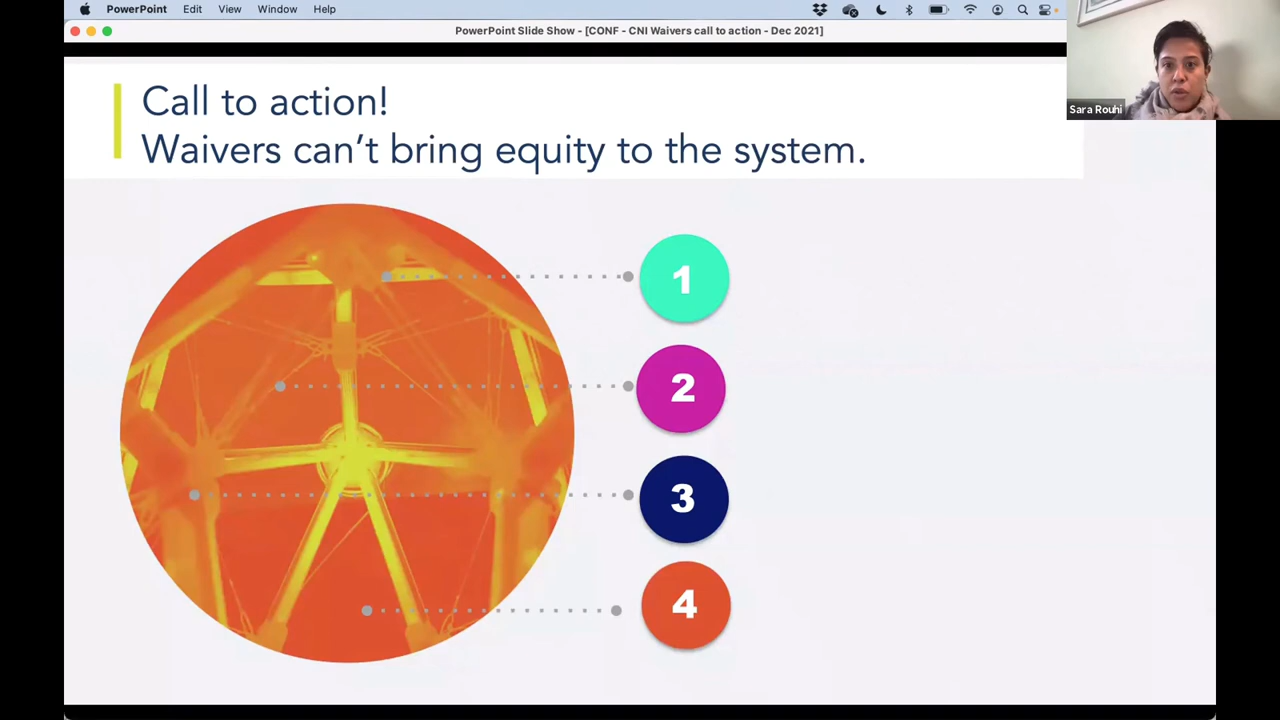 PowerPoint Edit View Window Help
PowerPoint Slide Show - [CONF - CNI Waivers call to action - Dec 2021]
Sara Rouhi
Call to action!
Waivers can’t bring equity to the system.
1
2
3
4